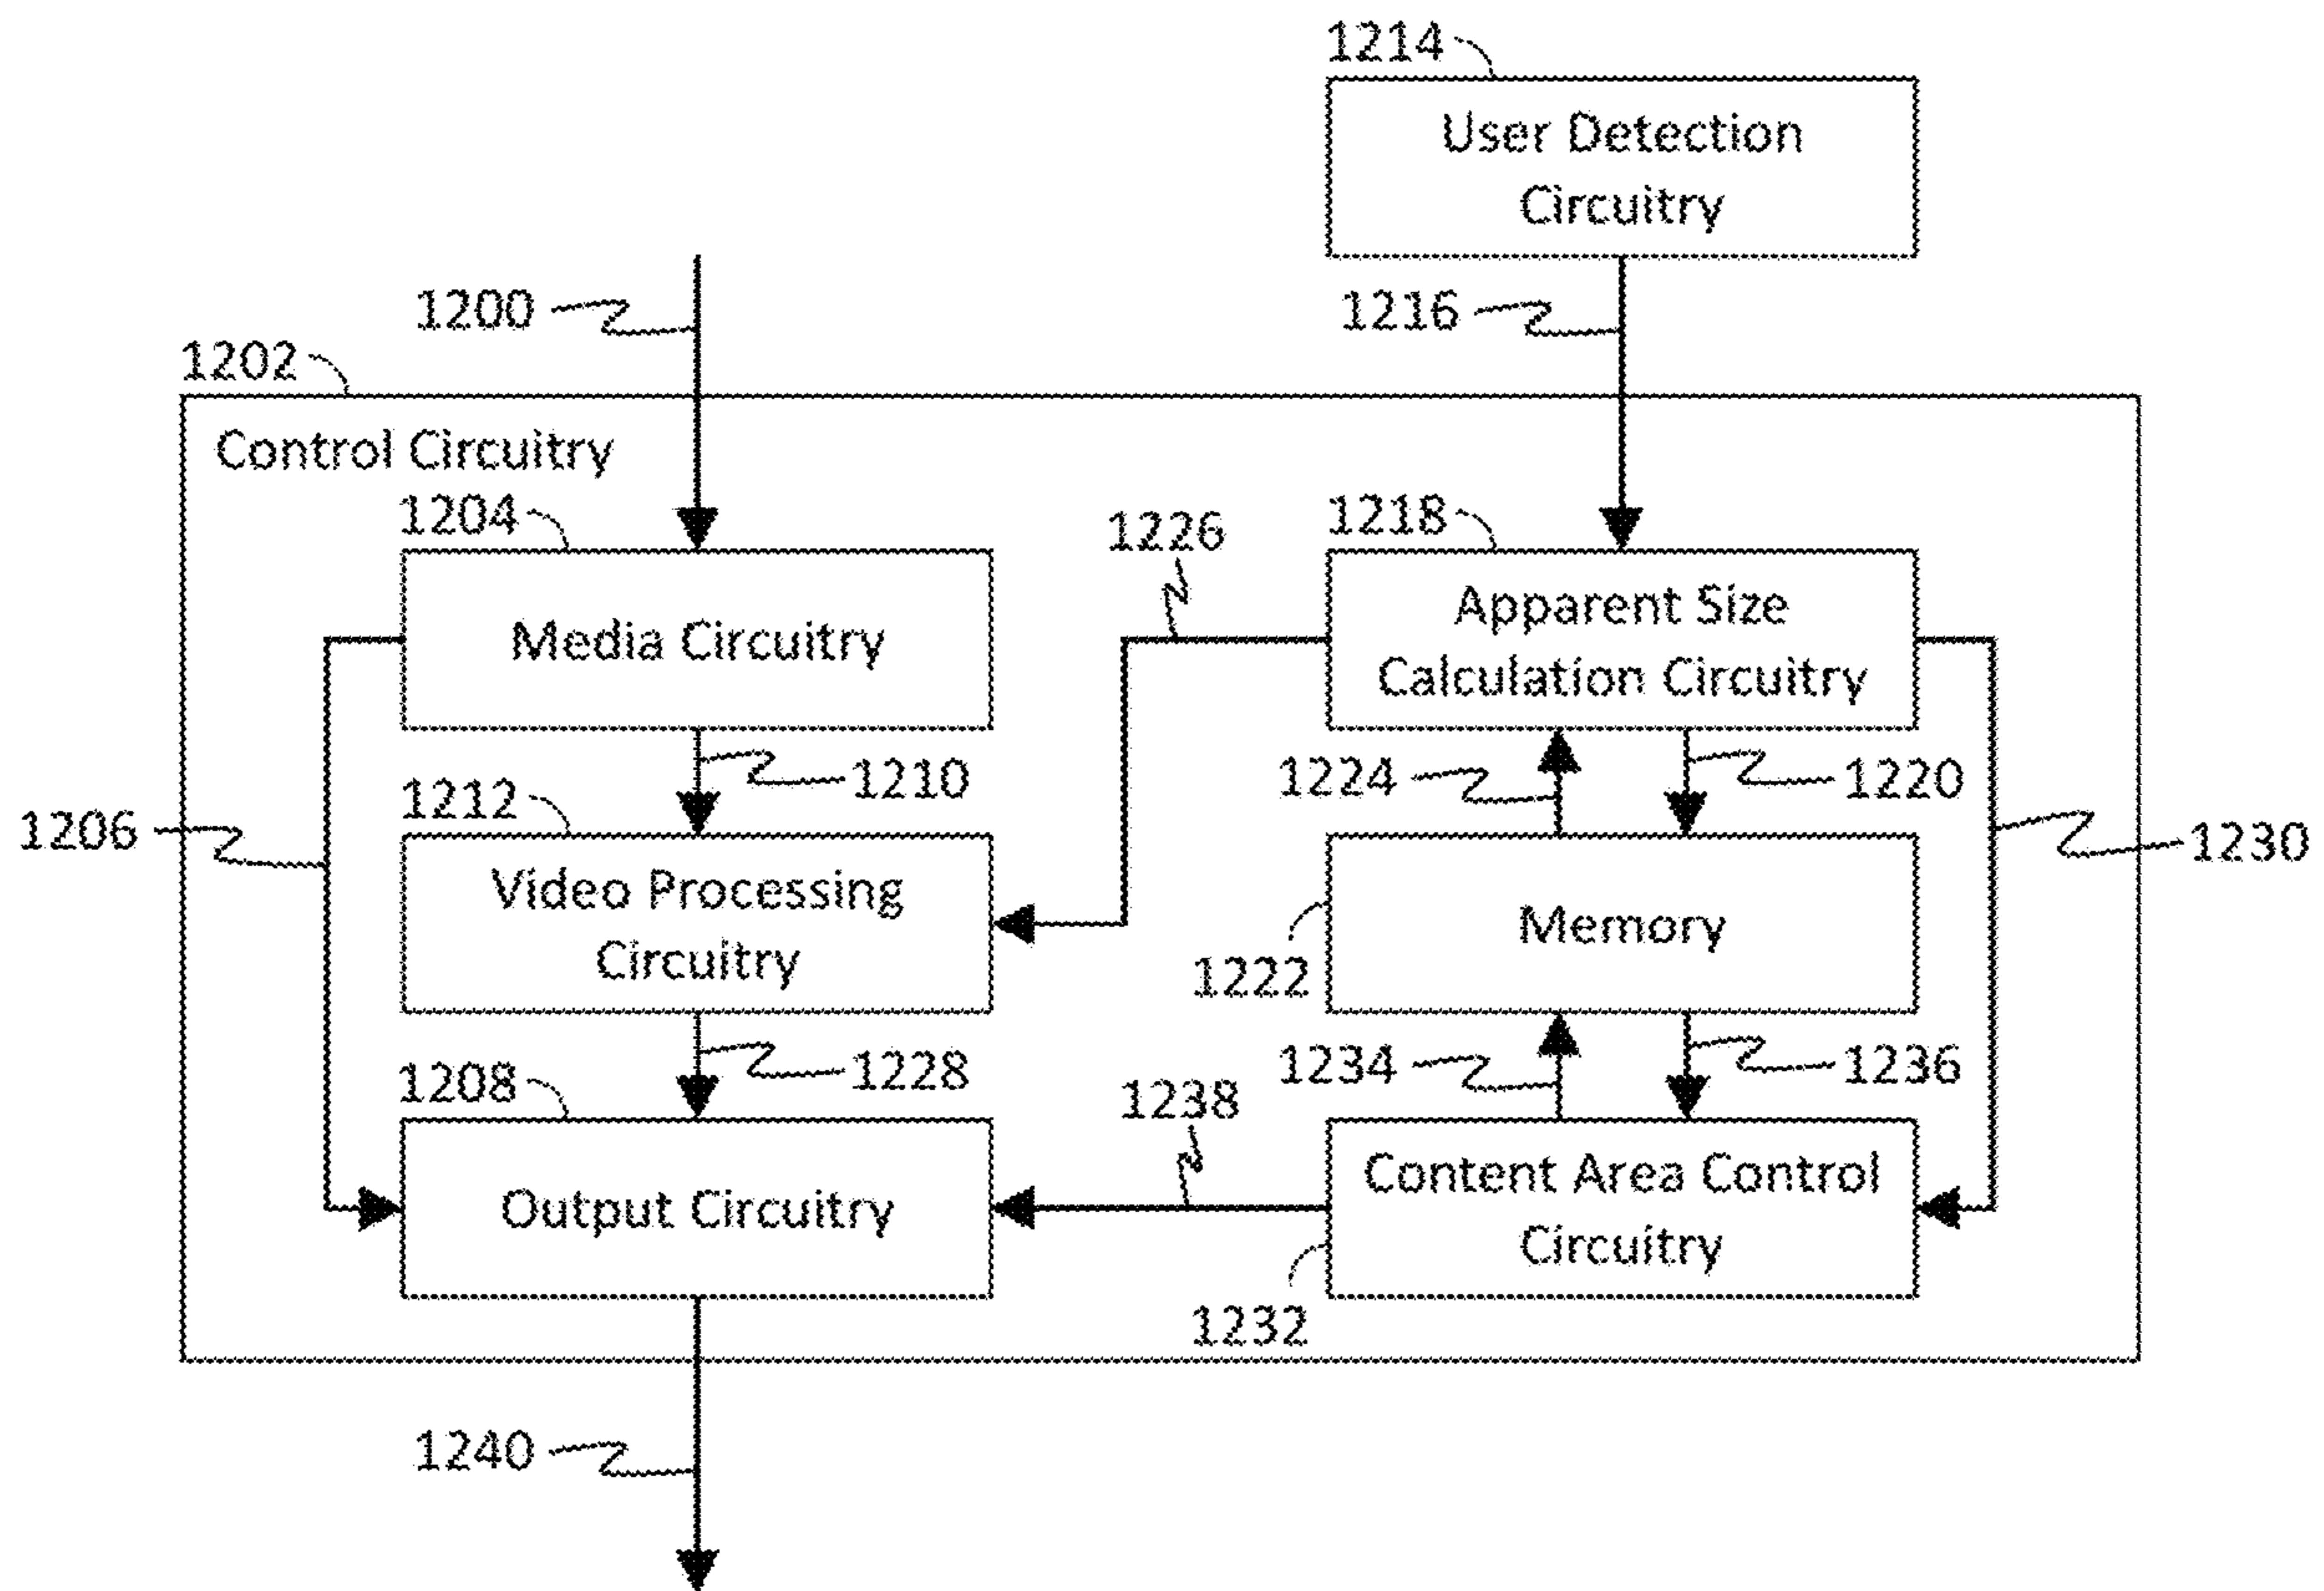 1214
User Detection
Circuitry
1200
1216
1202
Control Circuitry
1204
1226
1218
Media Circuitry
Apparent Size
Calculation Circuitry
1210
1224
1220
1206
1212
1230
Video Processing
Circuitry
Memory
1222
1228
1234
1236
1208
1238
Output Circuitry
Content Area Control
Circuitry
1232
1240